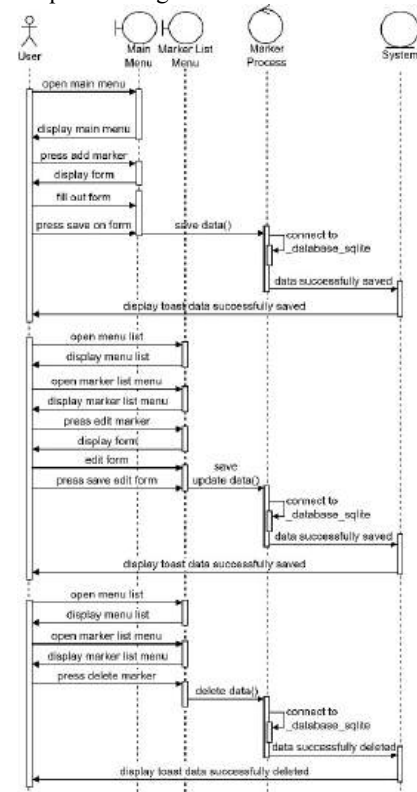 User
Main Menu
Marker List Menu
Marker Process
System
open main menu
display main menu
press add marker
display form
fill out form
press save on form
save data()
connect to
_database_sqlite
data successfully saved
display toast data successfully saved
open menu list
display menu list
open marker list menu
display marker list menu
press edit marker
display form
edit form
press save edit form
save
update data()
connect to
_database_sqlite
data successfully saved
display toast data successfully saved
open menu list
display menu list
open marker list menu
display marker list menu
press delete marker
delete data()
connect to
_database_sqlite
data successfully deleted
display toast data successfully deleted